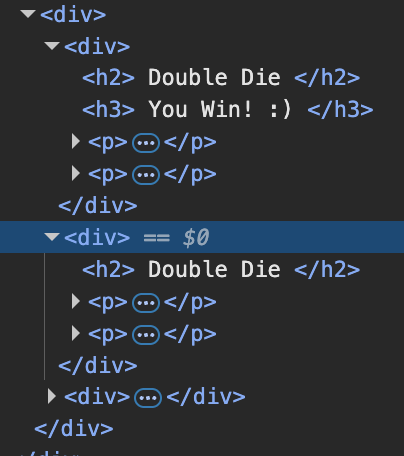 <div>
<div>
<h2> Double Die </h2>
<h3> You Win! :) </h3>
<p>…</p>
<p>…</p>
</div>
<div> == $0
<h2> Double Die </h2>
<p>…</p>
<p>…</p>
</div>
<div>…</div>
</div>